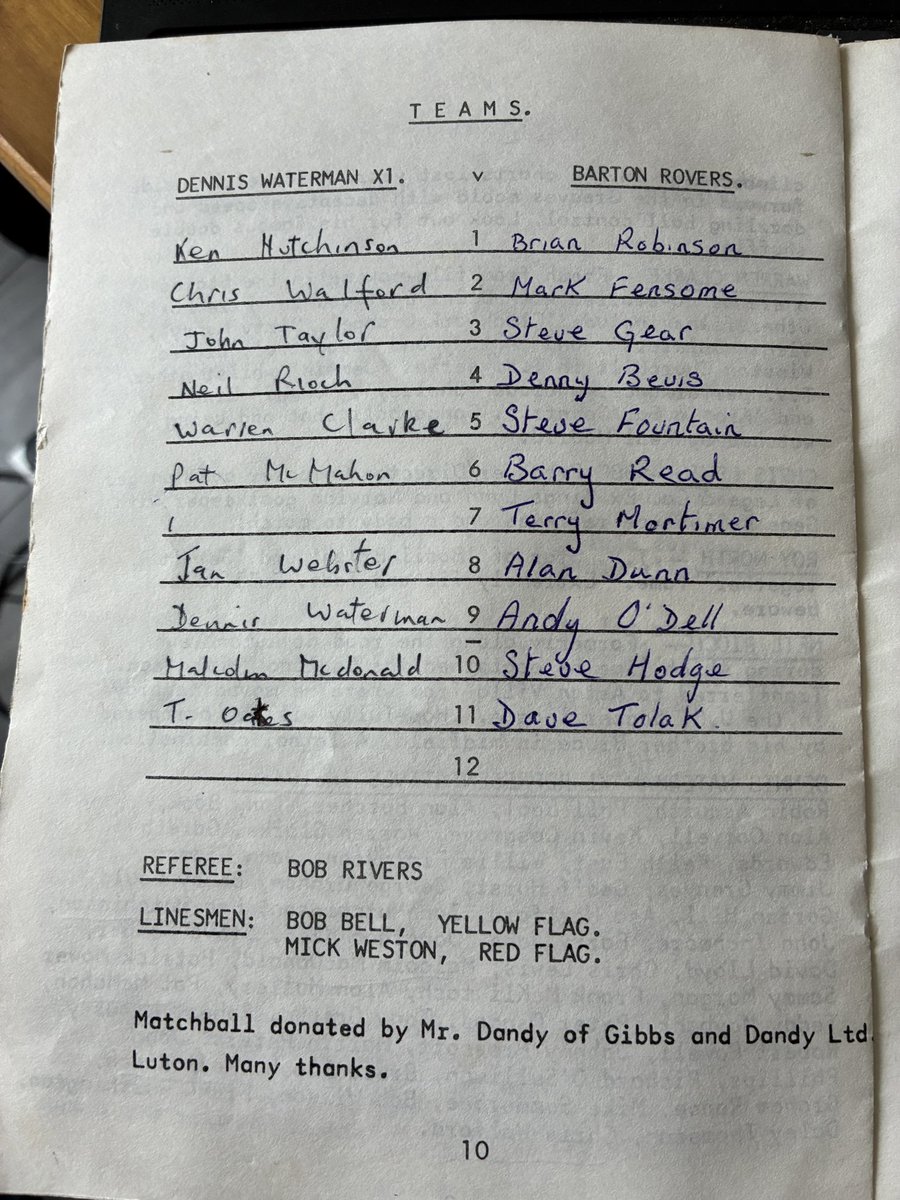 TEAMS.
DENNIS WATERMAN X1. v BARTON ROVERS.
Ken Hutchinson 1 Brian Robinson
Chris Walford 2 Mark Fensome
John Taylor 3 Steve Gear
Neil Rioch 4 Denny Bevis
Warren Clarke 5 Steve Fountain
Pat McMahon 6 Barry Read
7 Terry Mortimer
Ian Webster 8 Alan Dunn
Dennis Waterman 9 Andy O'Dell
Malcolm Mcdonald 10 Steve Hodge
T. Oates 11 Dave Tolak.
12
REFEREE: BOB RIVERS
LINESMEN: BOB BELL, YELLOW FLAG.
MICK WESTON, RED FLAG.
Matchball donated by Mr. Dandy of Gibbs and Dandy Ltd.
Luton. Many thanks.
10